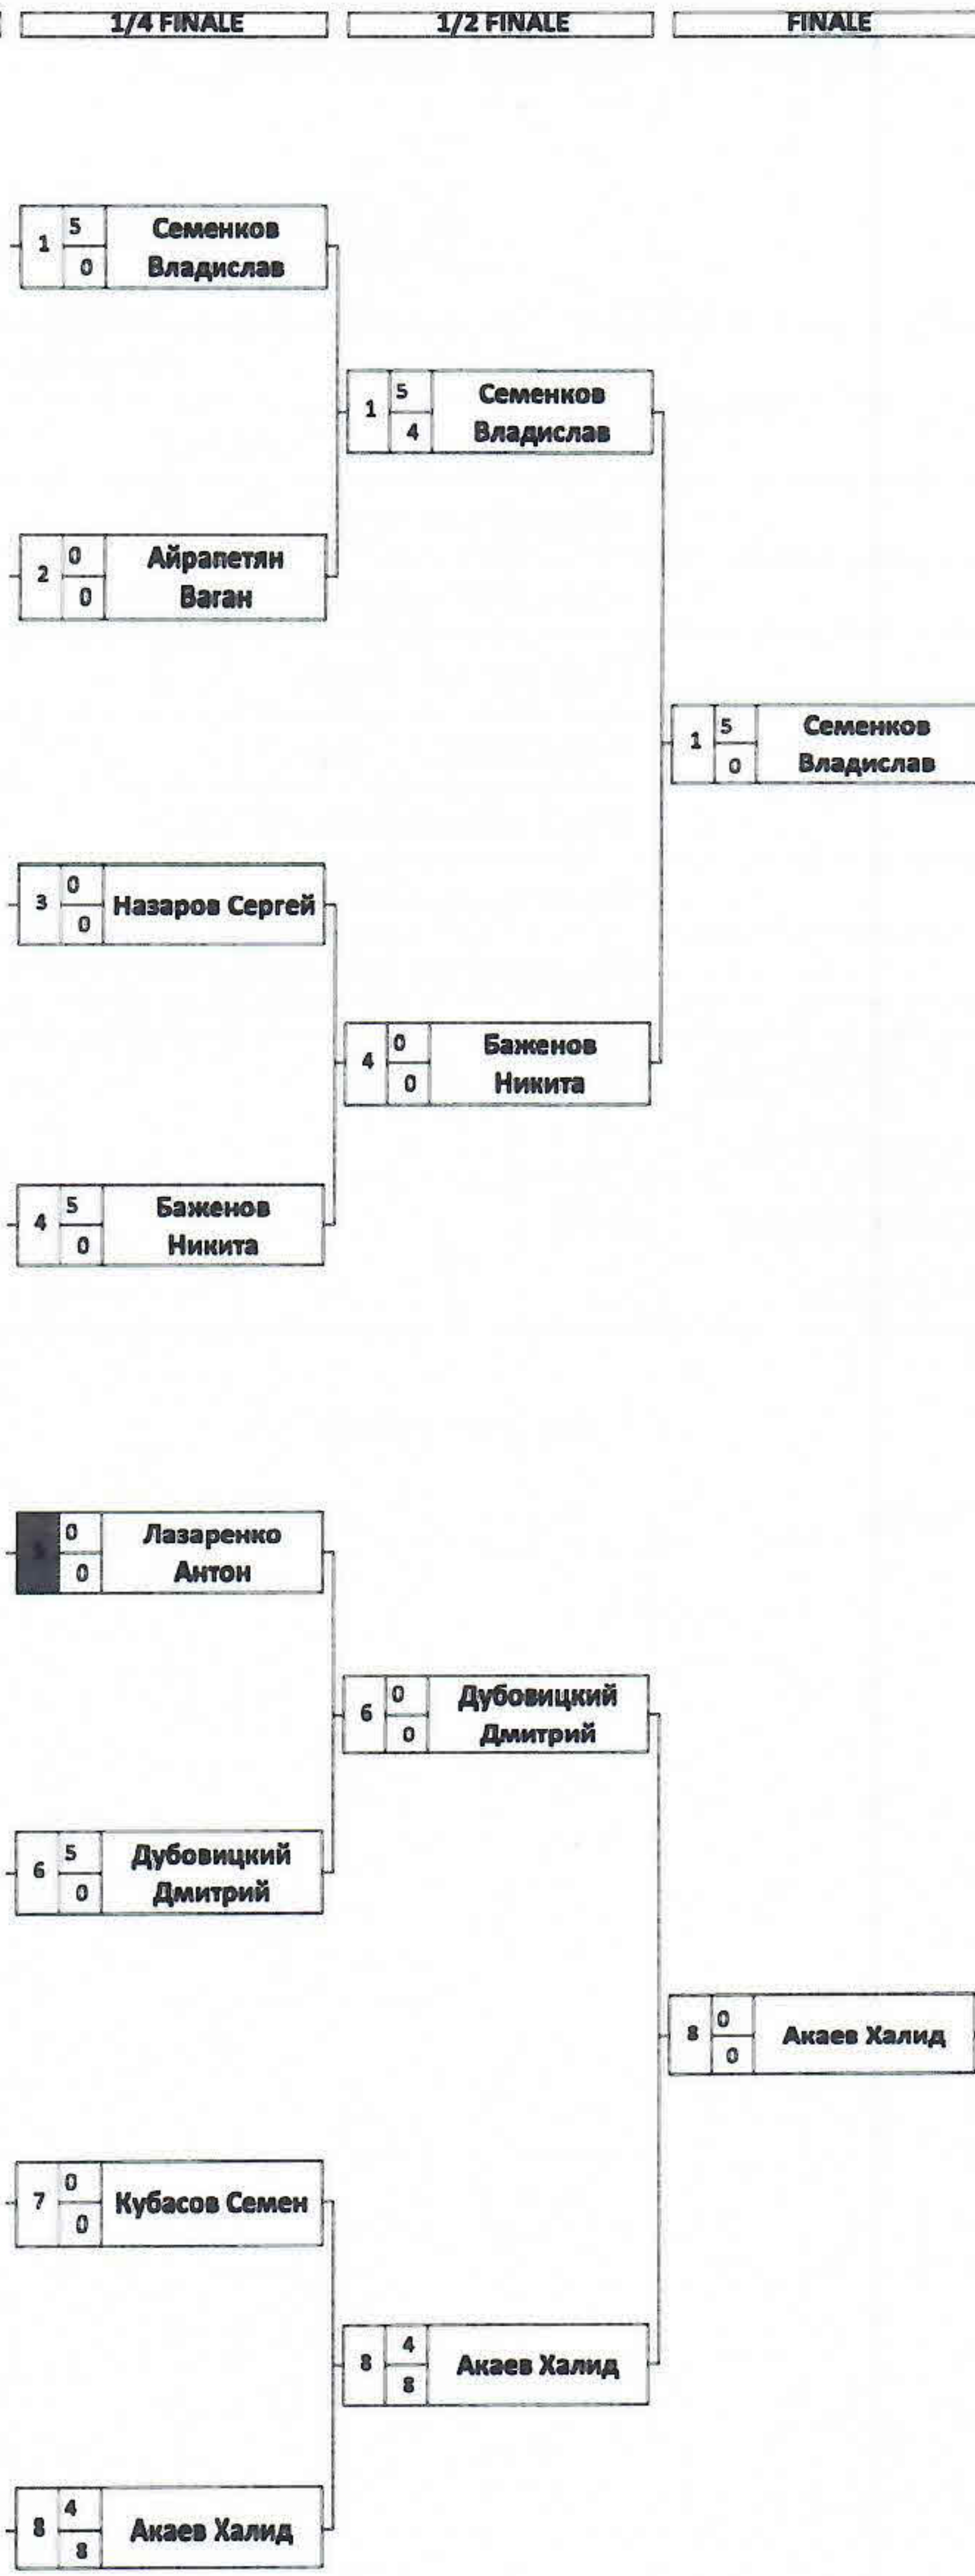 1/4 FINALE 1/2 FINALE FINALE
1 5 Семенков
0 Владислав
1 5 Семенков
4 Владислав
2 0 Айрапетян
0 Ваган
1 5 Семенков
0 Владислав
3 0 Назаров Сергей
0
4 0 Баженов
0 Никита
4 5 Баженов
0 Никита
0 Лазаренко
0 Антон
6 0 Дубовицкий
0 Дмитрий
6 5 Дубовицкий
0 Дмитрий
8 0 Акаев Халид
0
7 0 Кубасов Семен
0
8 4 Акаев Халид
8
8 4 Акаев Халид
8